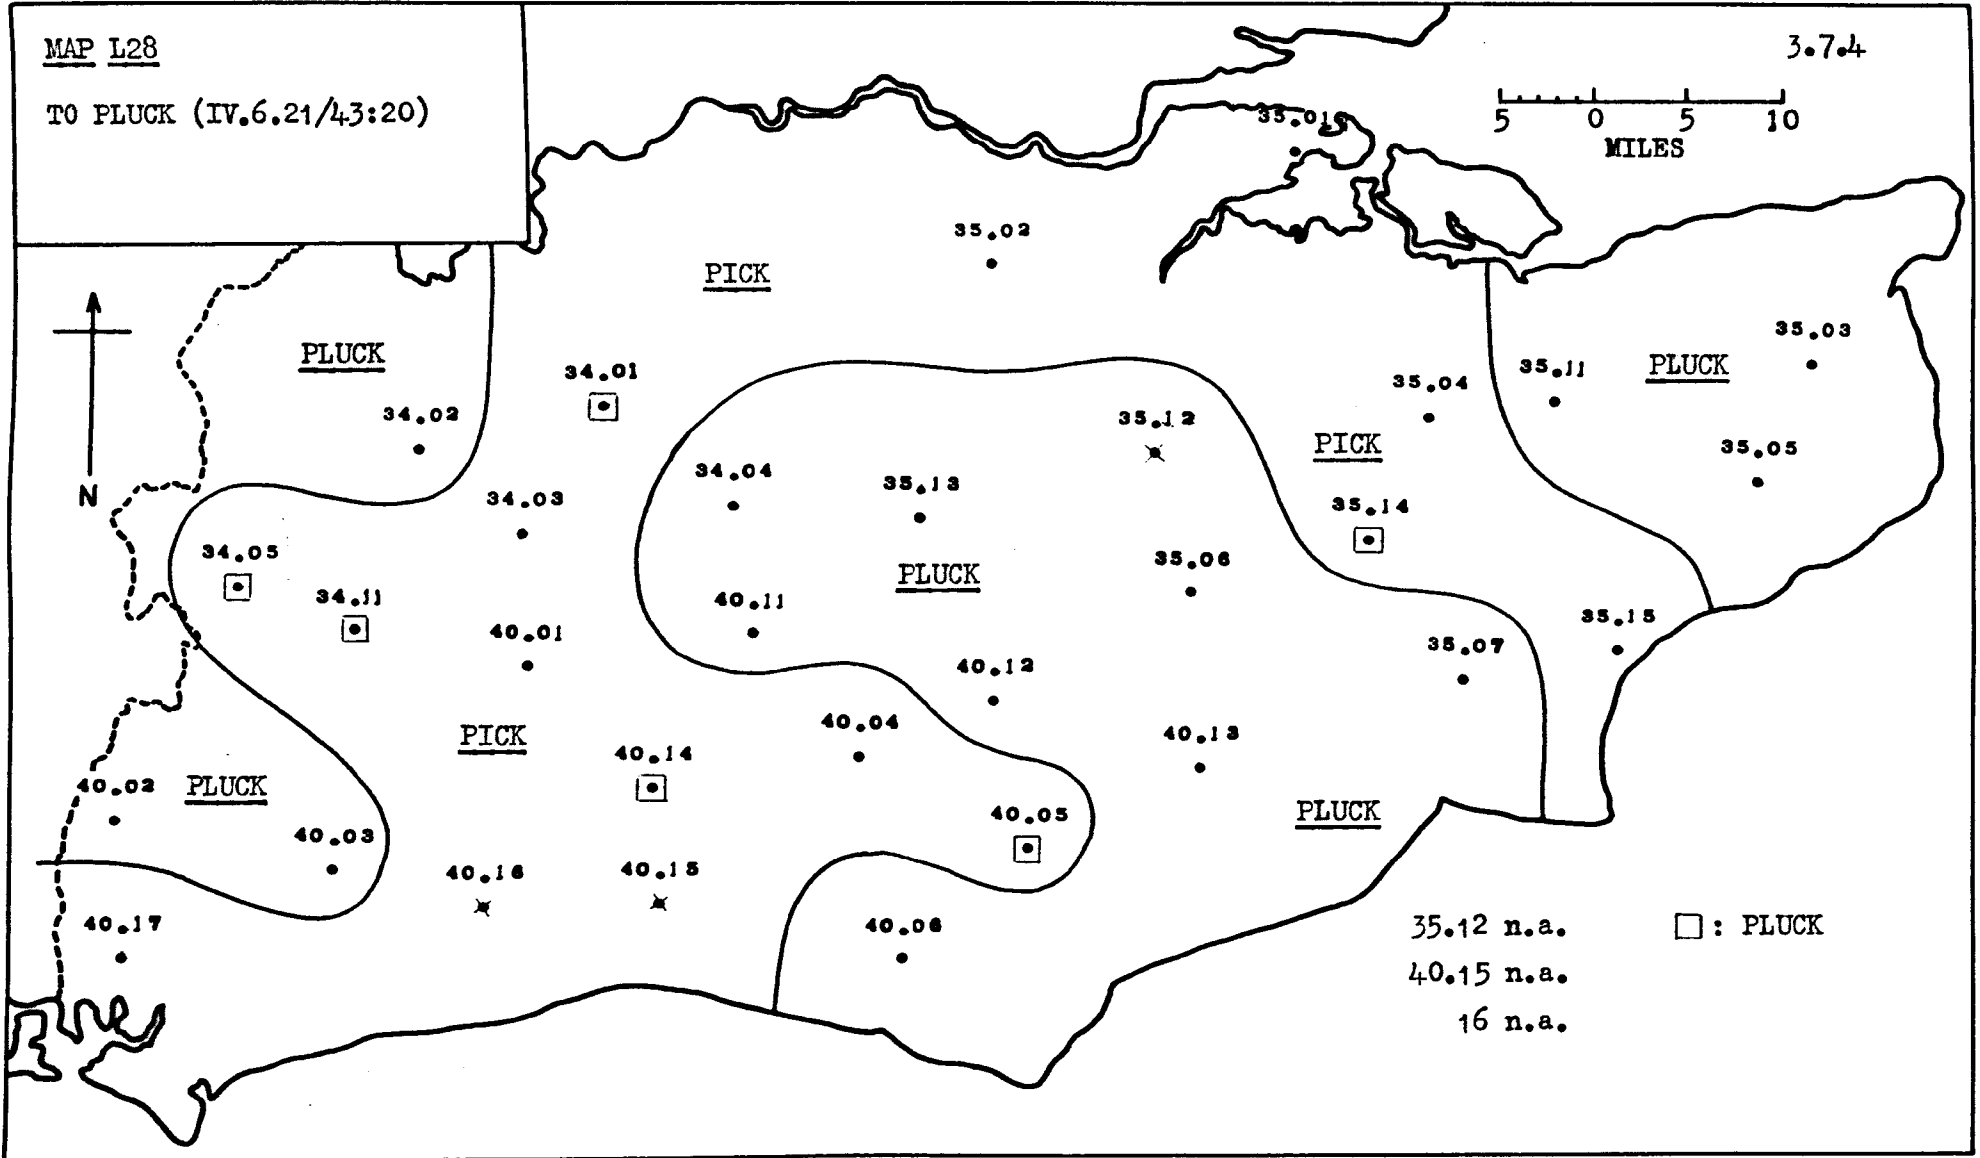 MAP L28
TO PLUCK (IV.6.21/43:20)
3.7.4
5 0 5 10
MILES
35.01
35.02
PICK
35.03
PLUCK
PLUCK
34.01
35.04
35.11
34.02
35.12
PICK
35.05
34.04
35.13
N
34.03
35.14
34.05
35.06
PLUCK
34.11
40.11
35.15
40.01
35.07
40.12
40.04
PICK
40.14
40.13
40.02
PLUCK
40.05
PLUCK
40.03
40.16
40.15
40.17
40.06
35.12 n.a.
□: PLUCK
40.15 n.a.
16 n.a.